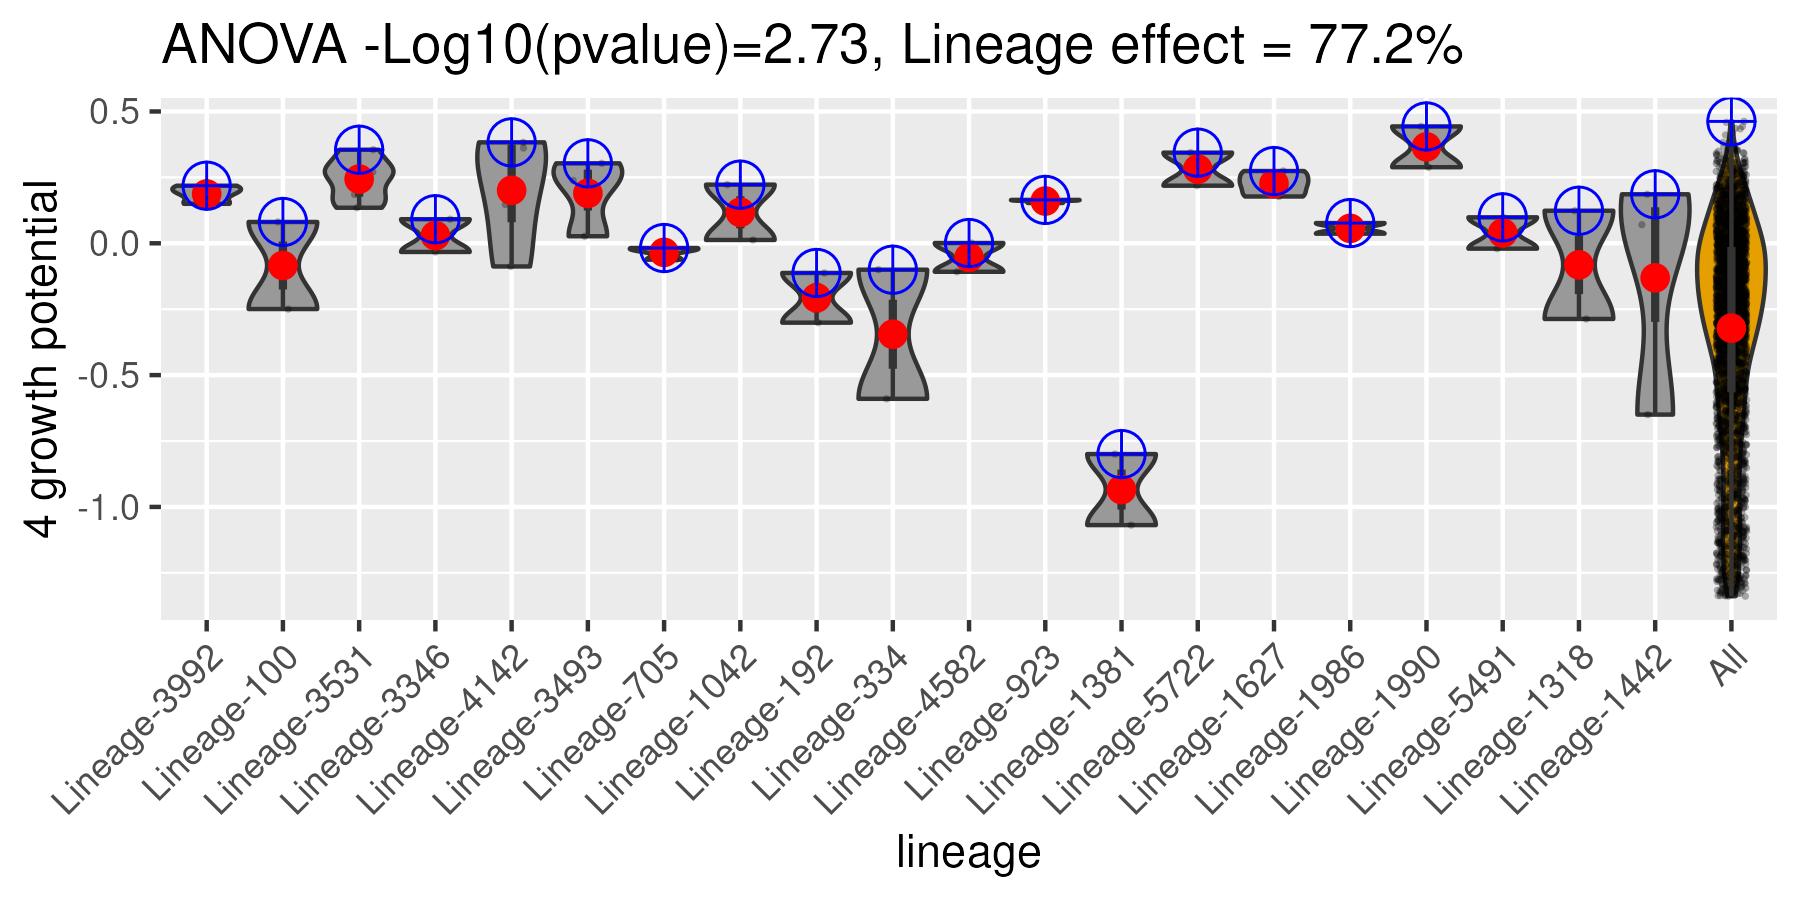 ANOVA -Log10(pvalue)=2.73, Lineage effect = 77.2%
4 growth potential
0.5
0.0
-0.5
-1.0
Lineage-3992
Lineage-100
Lineage-3531
Lineage-3346
Lineage-4142
Lineage-3493
Lineage-705
Lineage-1042
Lineage-192
Lineage-334
Lineage-4582
Lineage-923
Lineage-1381
Lineage-5722
Lineage-1627
Lineage-1986
Lineage-1990
Lineage-5491
Lineage-1318
Lineage-1442
All
lineage